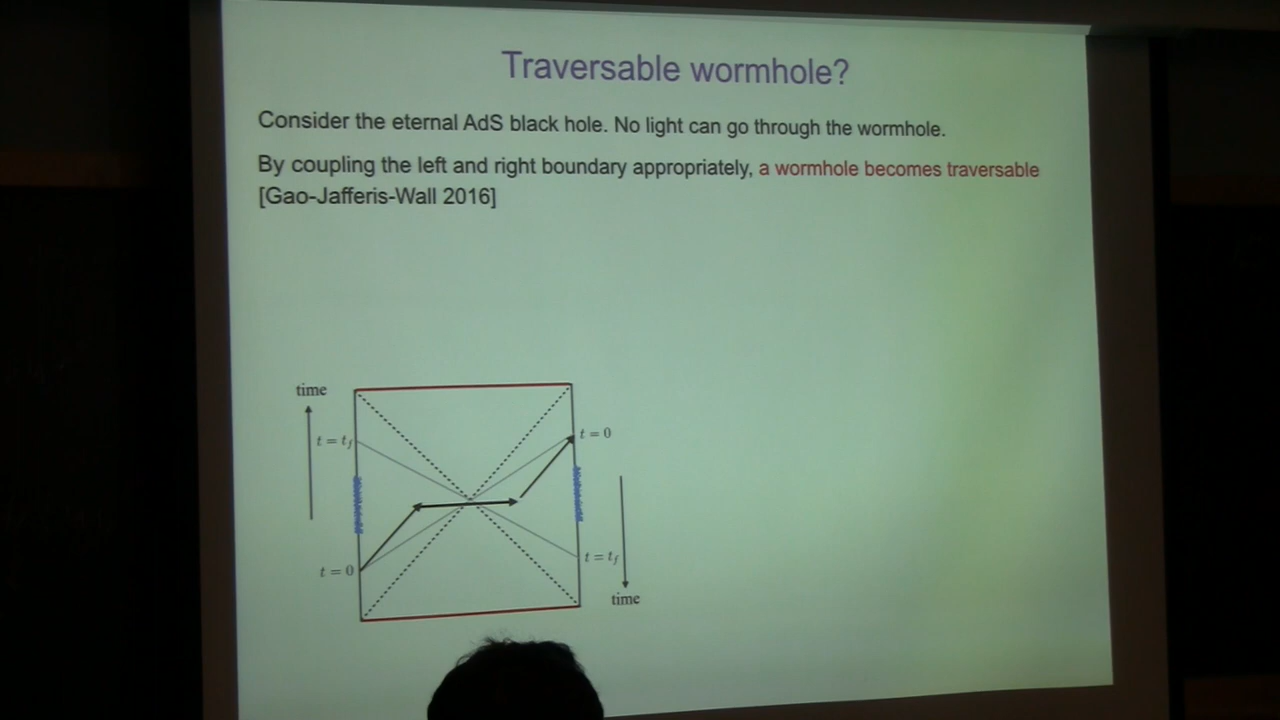 Traversable wormhole?
Consider the eternal AdS black hole. No light can go through the wormhole.
By coupling the left and right boundary appropriately, a wormhole becomes traversable
[Gao-Jafferis-Wall 2016]
time
t = t_f
t = 0
t = 0
t = t_f
time